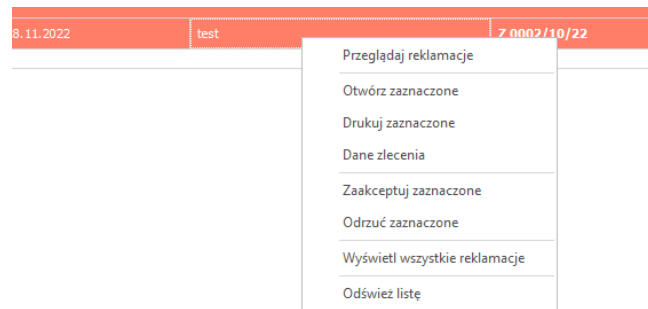 8.11.2022 test Z 0002/10/22
Przeglądaj reklamacje
Otwórz zaznaczone
Drukuj zaznaczone
Dane zlecenia
Zaakceptuj zaznaczone
Odrzuć zaznaczone
Wyświetl wszystkie reklamacje
Odśwież listę